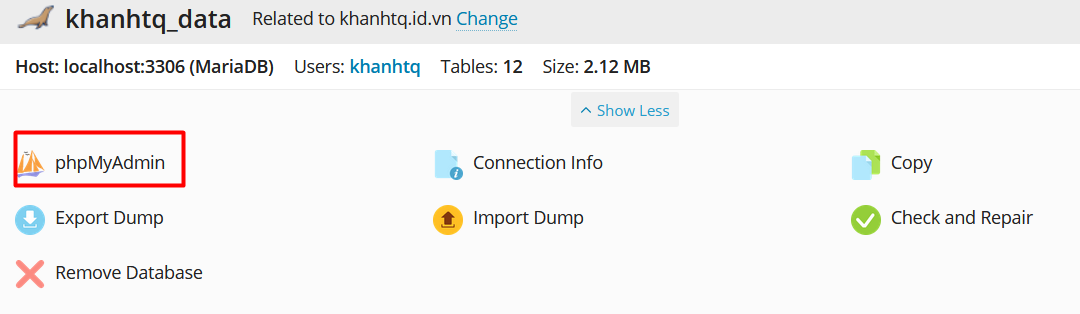 khanhtq_data Related to khanhtq.id.vn Change
Host: localhost:3306 (MariaDB) Users: khanhtq Tables: 12 Size: 2.12 MB
Show Less
phpMyAdmin Connection Info Copy
Export Dump Import Dump Check and Repair
Remove Database